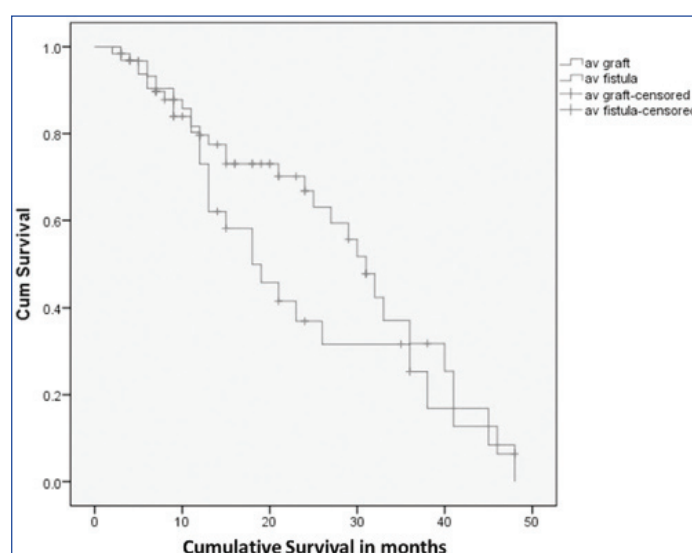 1.0
0.8
0.6
0.4
0.2
0.0
Cum Survival
0 10 20 30 40 50
Cumulative Survival in months
av graft
av fistula
av graft-censored
av fistula-censored